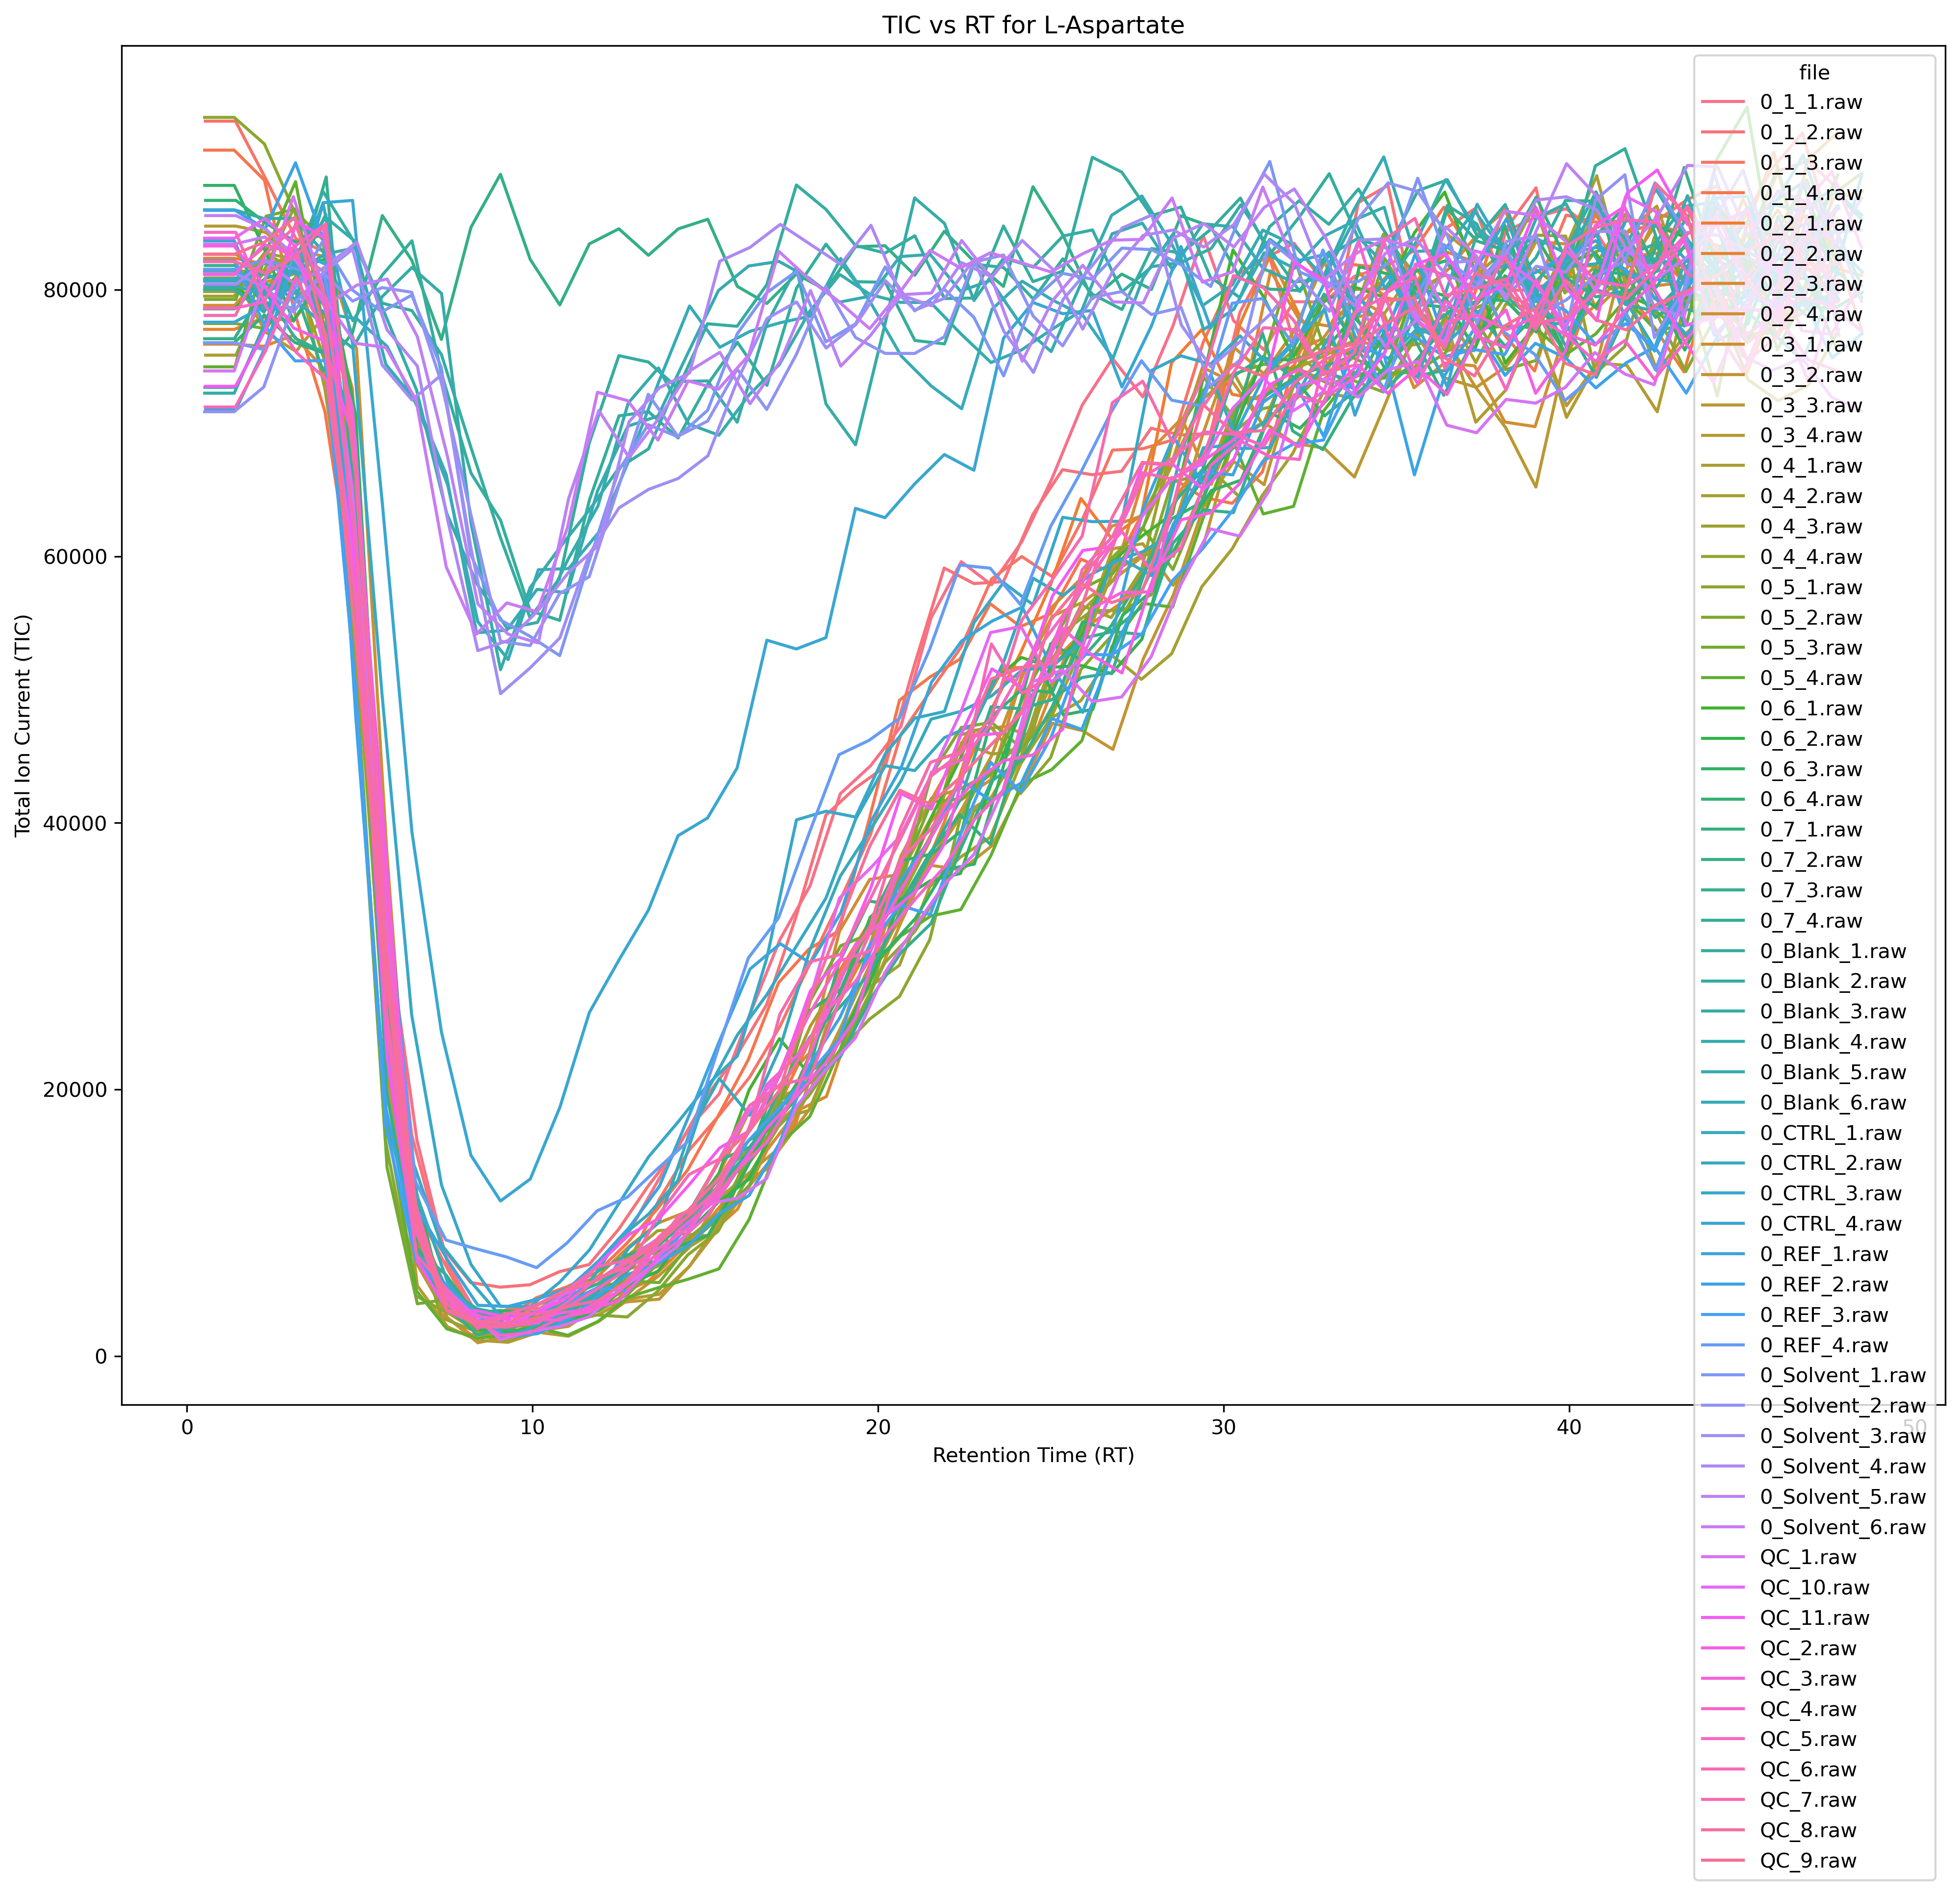 TIC vs RT for L-Aspartate
Total Ion Current (TIC)
80000
60000
40000
20000
0
0
10
20
30
40
50
Retention Time (RT)
file
0_1_1.raw
0_1_2.raw
0_1_3.raw
0_1_4.raw
0_2_1.raw
0_2_2.raw
0_2_3.raw
0_2_4.raw
0_3_1.raw
0_3_2.raw
0_3_3.raw
0_3_4.raw
0_4_1.raw
0_4_2.raw
0_4_3.raw
0_4_4.raw
0_5_1.raw
0_5_2.raw
0_5_3.raw
0_5_4.raw
0_6_1.raw
0_6_2.raw
0_6_3.raw
0_6_4.raw
0_7_1.raw
0_7_2.raw
0_7_3.raw
0_7_4.raw
0_Blank_1.raw
0_Blank_2.raw
0_Blank_3.raw
0_Blank_4.raw
0_Blank_5.raw
0_Blank_6.raw
0_CTRL_1.raw
0_CTRL_2.raw
0_CTRL_3.raw
0_CTRL_4.raw
0_REF_1.raw
0_REF_2.raw
0_REF_3.raw
0_REF_4.raw
0_Solvent_1.raw
0_Solvent_2.raw
0_Solvent_3.raw
0_Solvent_4.raw
0_Solvent_5.raw
0_Solvent_6.raw
QC_1.raw
QC_10.raw
QC_11.raw
QC_2.raw
QC_3.raw
QC_4.raw
QC_5.raw
QC_6.raw
QC_7.raw
QC_8.raw
QC_9.raw